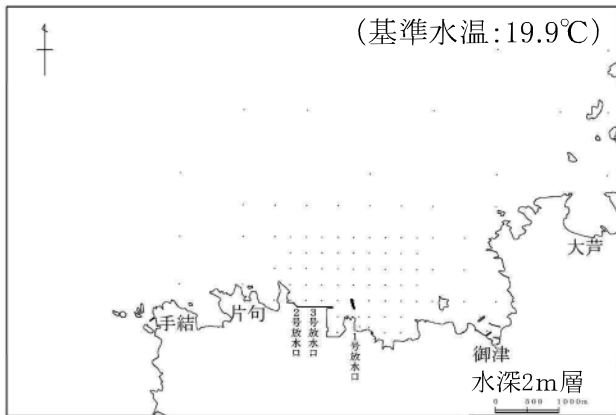 (基準水温:19.9℃)
大芦
手結
片句
2号放水口
3号放水口
1号放水口
御津
水深2m層
0 500 1000m